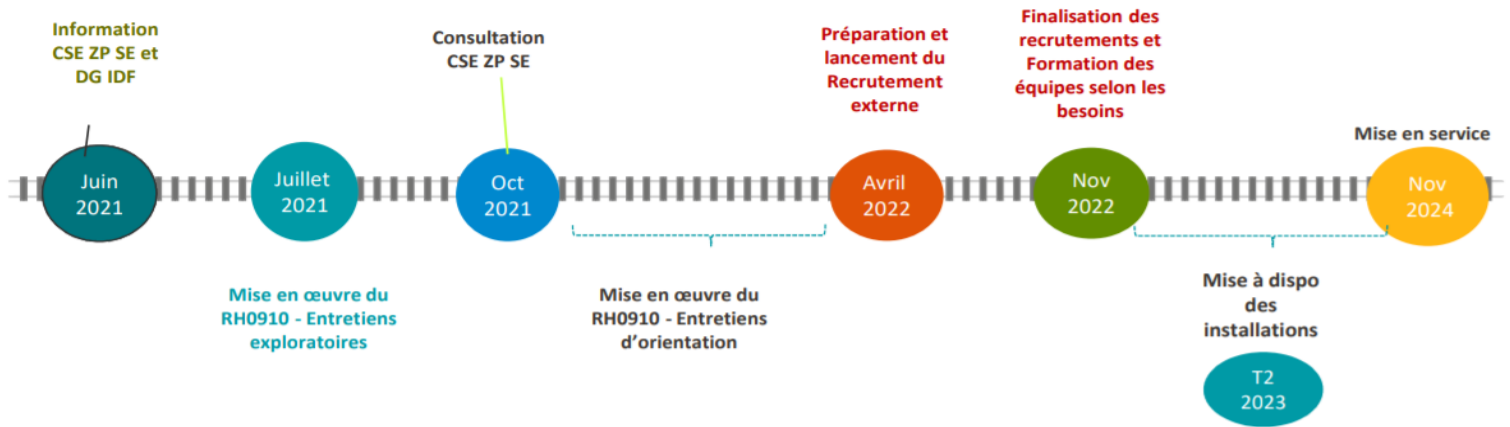 Information
CSE ZP SE et
DG IDF
Juin
2021
Juillet
2021
Mise en œuvre du
RH0910 - Entretiens
exploratoires
Consultation
CSE ZP SE
Oct
2021
Mise en œuvre du
RH0910 - Entretiens
d’orientation
Préparation et
lancement du
Recrutement
externe
Avril
2022
Finalisation des
recrutements et
Formation des
équipes selon les
besoins
Nov
2022
Mise à dispo
des
installations
T2
2023
Mise en service
Nov
2024